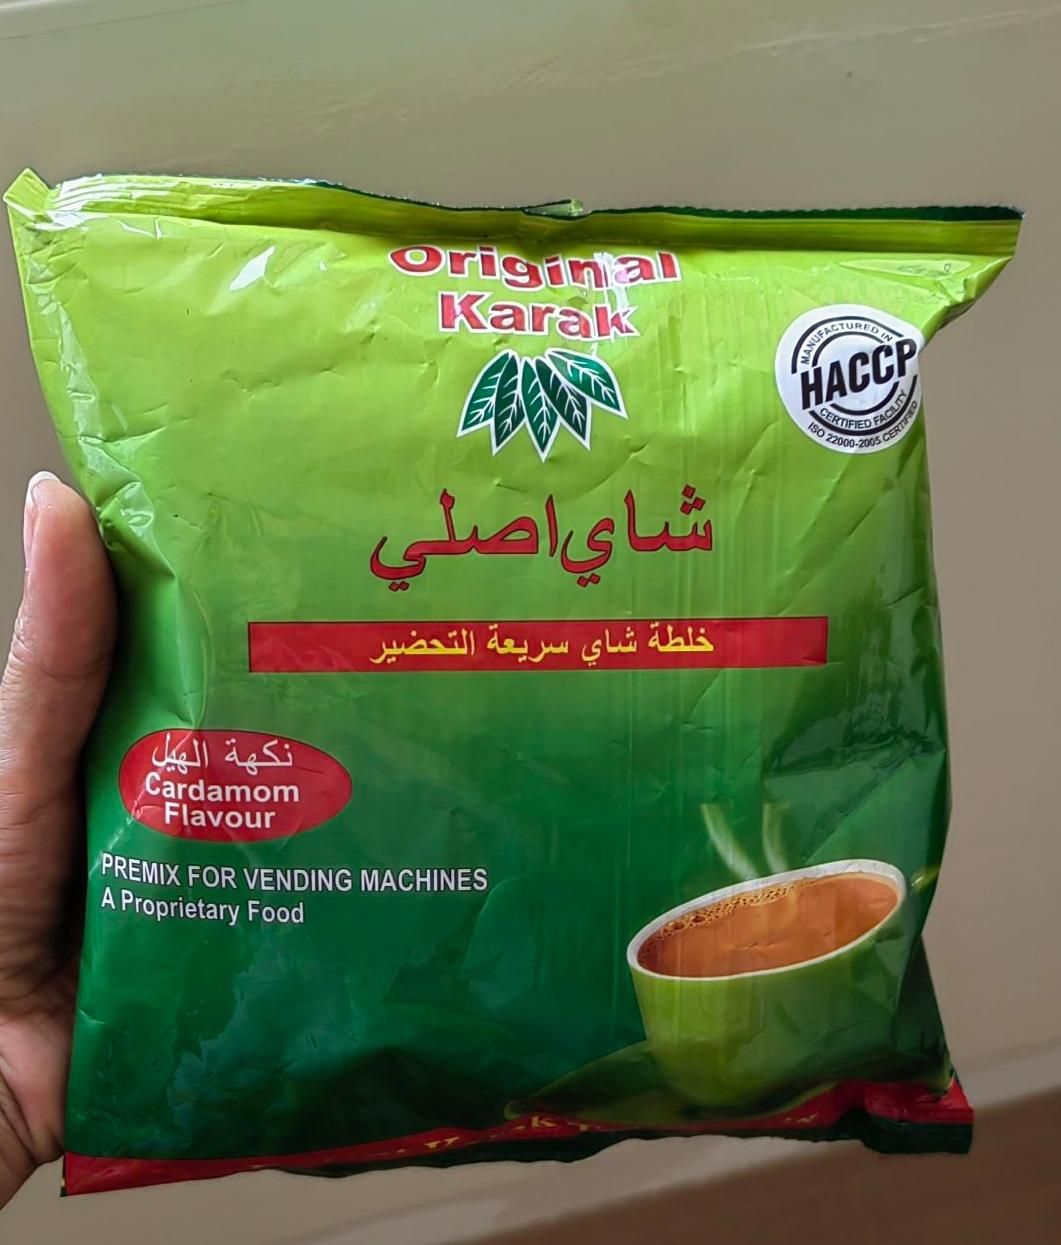 Original
Karak
MANUFACTURED IN
HACCP
CERTIFIED FACILITY
ISO 22000-2005 CERTIFIED
شاي اصلي
خلطة شاي سريعة التحضير
نكهة الهيل
Cardamom
Flavour
PREMIX FOR VENDING MACHINES
A Proprietary Food